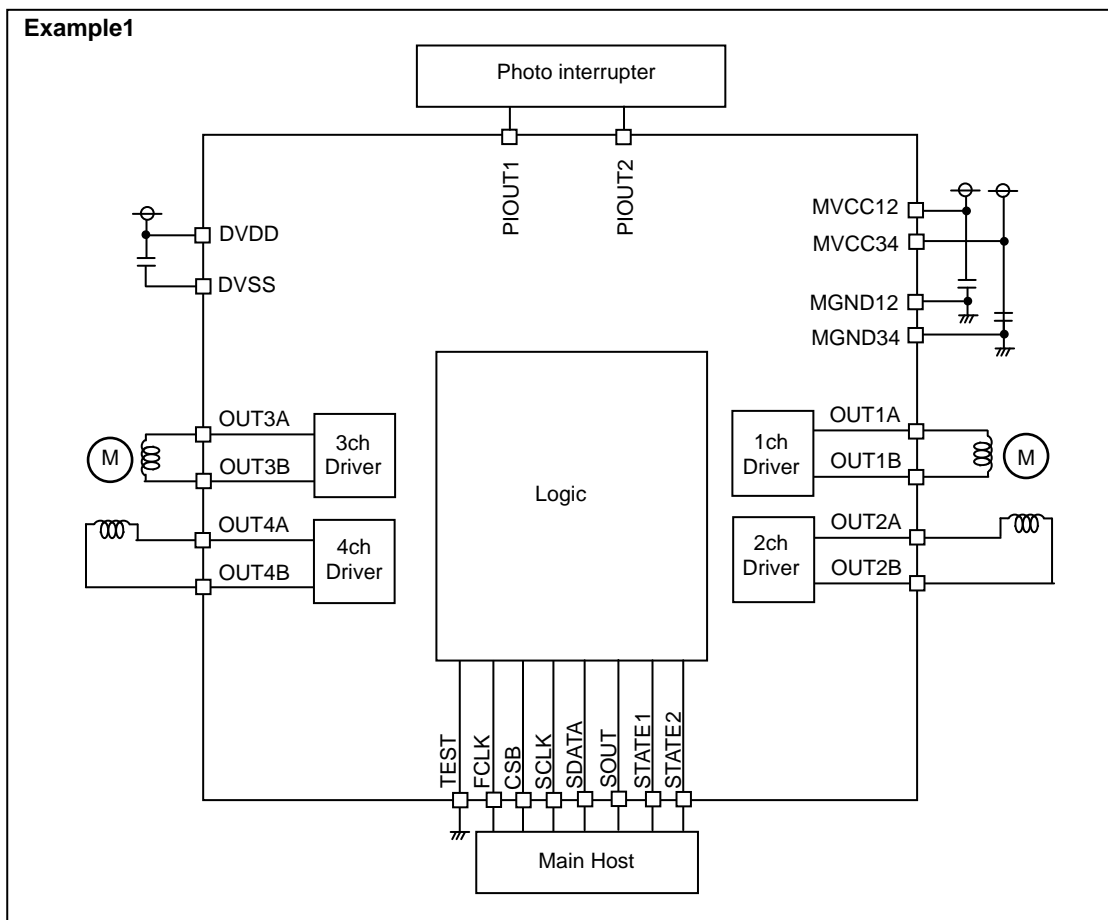 Example1
Photo interrupter
PIOUT1
PIOUT2
DVDD
DVSS
MVCC12
MVCC34
MGND12
MGND34
OUT3A
OUT3B
3ch
Driver
M
OUT4A
OUT4B
4ch
Driver
Logic
1ch
Driver
OUT1A
OUT1B
M
2ch
Driver
OUT2A
OUT2B
TEST
FCLK
CSB
SCLK
SDATA
SOUT
STATE1
STATE2
Main Host